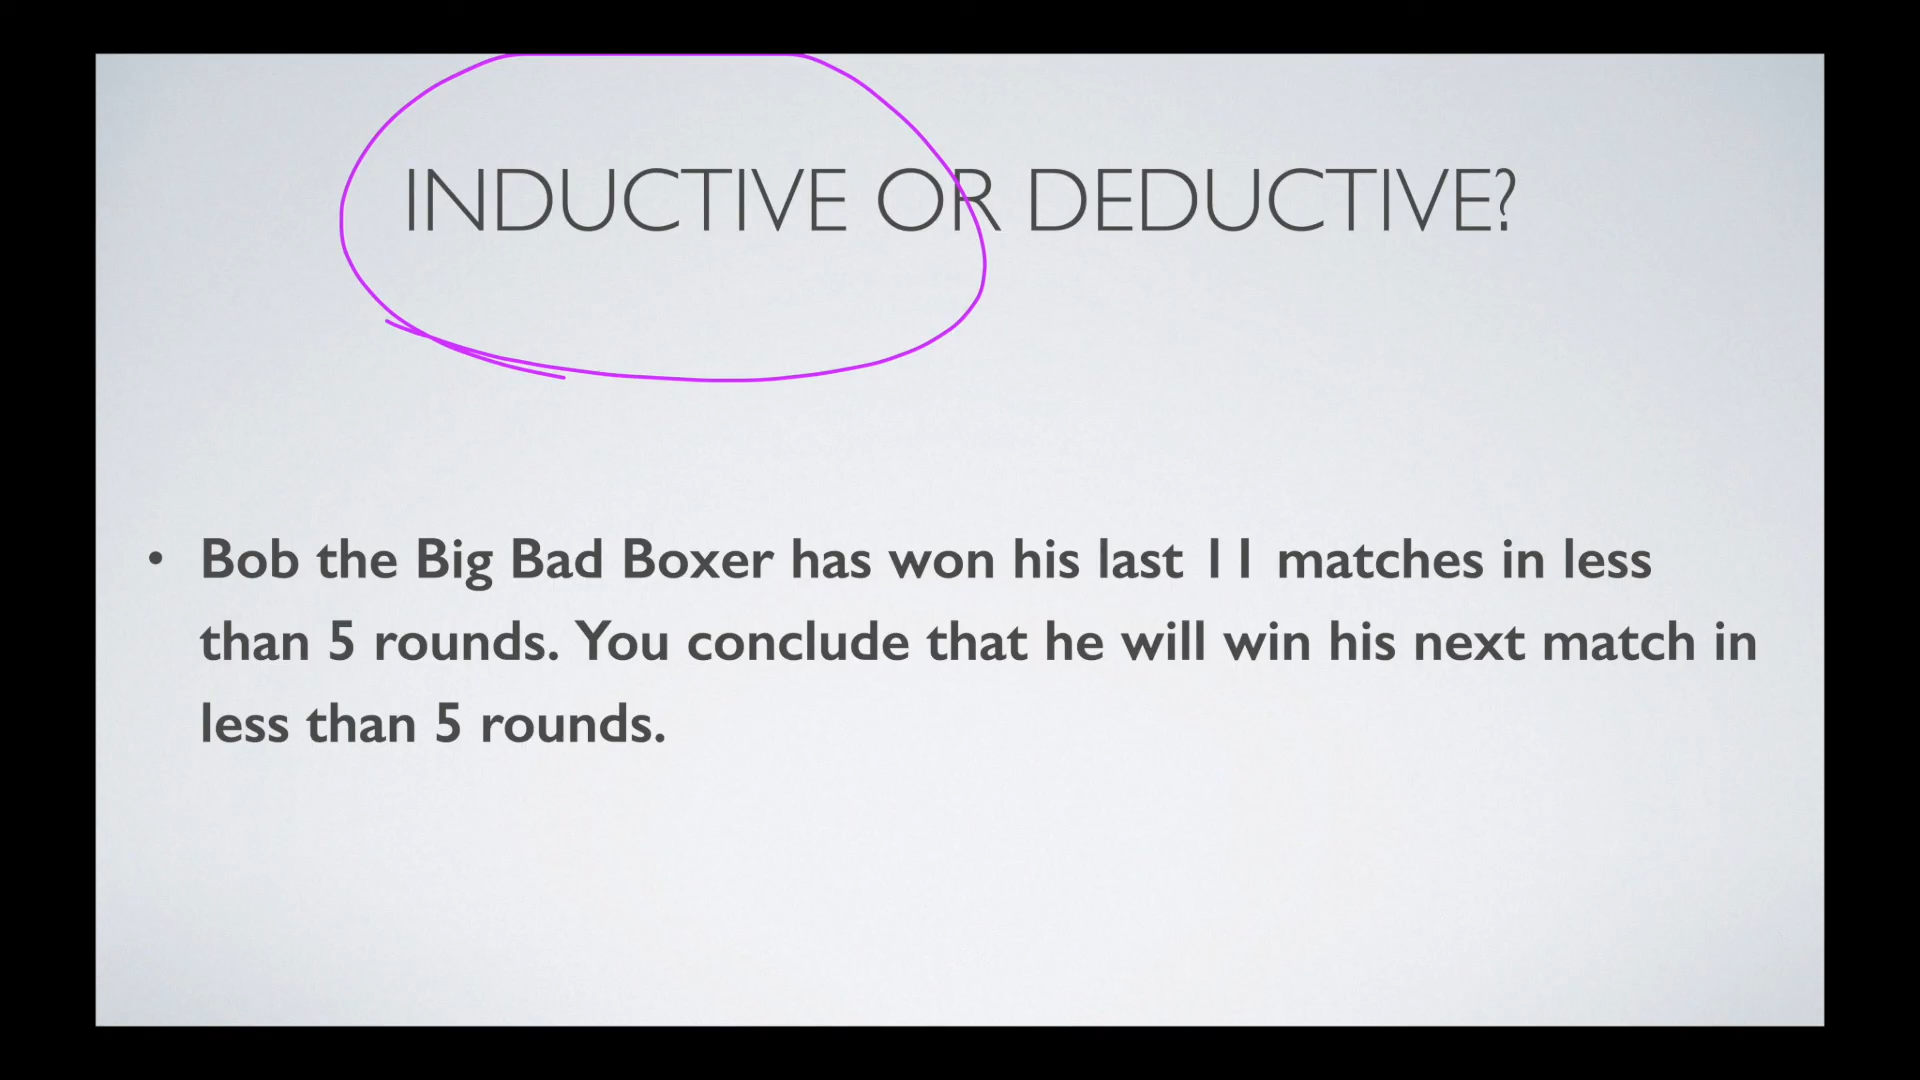 INDUCTIVE OR DEDUCTIVE?
• Bob the Big Bad Boxer has won his last 11 matches in less
than 5 rounds. You conclude that he will win his next match in
less than 5 rounds.